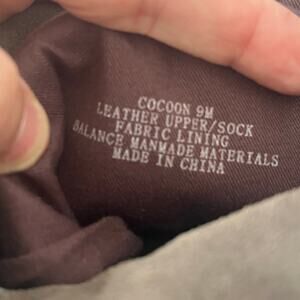 COCOON 9M
LEATHER UPPER/SOCK
FABRIC LINING
BALANCE MANMADE MATERIALS
MADE IN CHINA